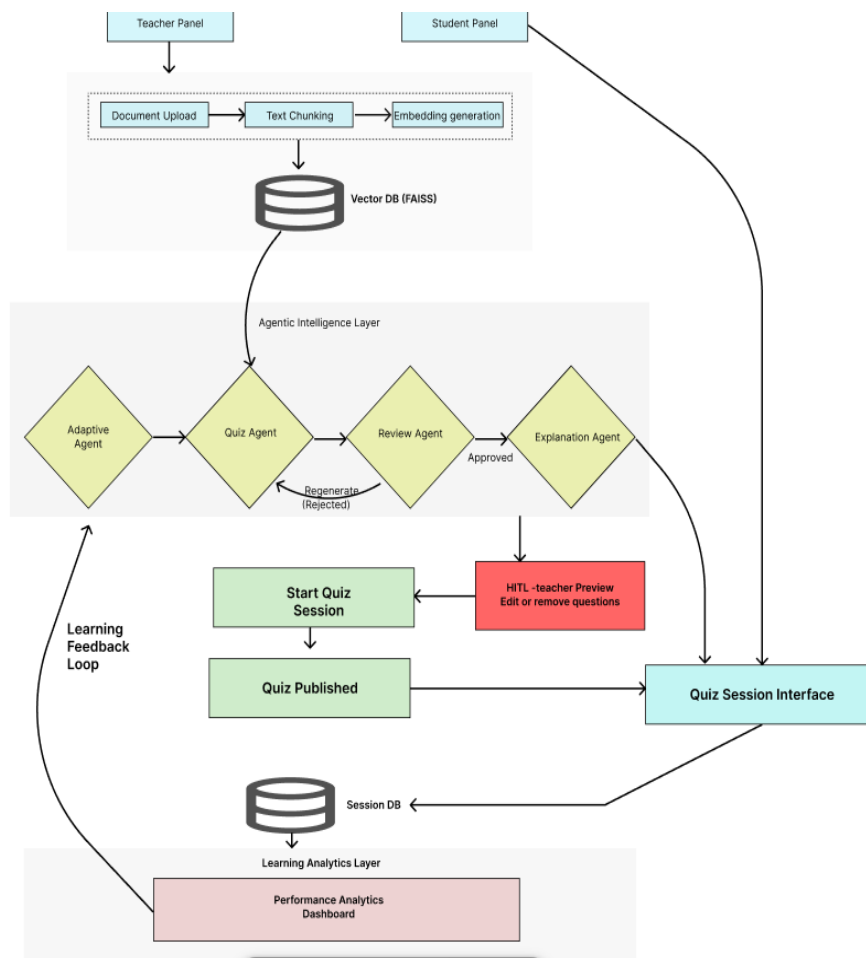 Teacher Panel
Student Panel
Document Upload
Text Chunking
Embedding generation
Vector DB (FAISS)
Agentic Intelligence Layer
Adaptive
Agent
Quiz Agent
Review Agent
Explanation Agent
Approved
Regenerate
(Rejected)
HITL -teacher Preview
Edit or remove questions
Start Quiz
Session
Learning
Feedback
Loop
Quiz Published
Quiz Session Interface
Session DB
Learning Analytics Layer
Performance Analytics
Dashboard